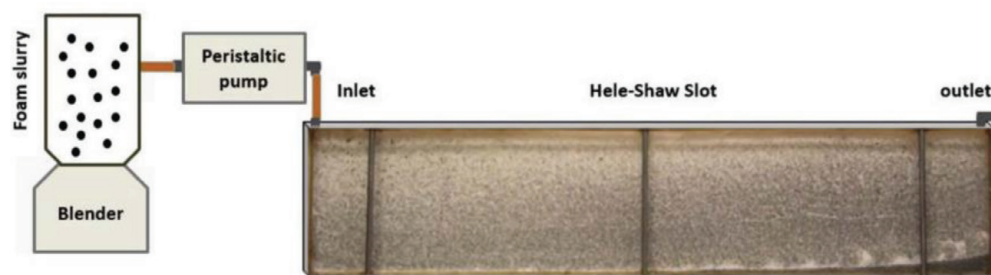 Foam slurry
Peristaltic
pump
Inlet
Hele-Shaw Slot
outlet
Blender